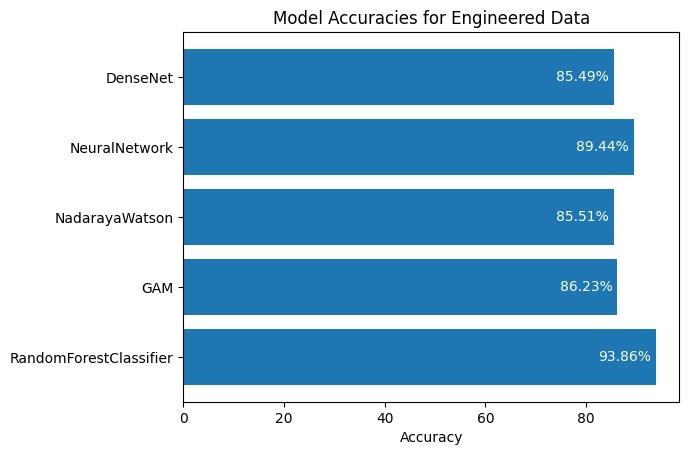 Model Accuracies for Engineered Data
DenseNet 85.49%
NeuralNetwork 89.44%
NadarayaWatson 85.51%
GAM 86.23%
RandomForestClassifier 93.86%
0 20 40 60 80
Accuracy